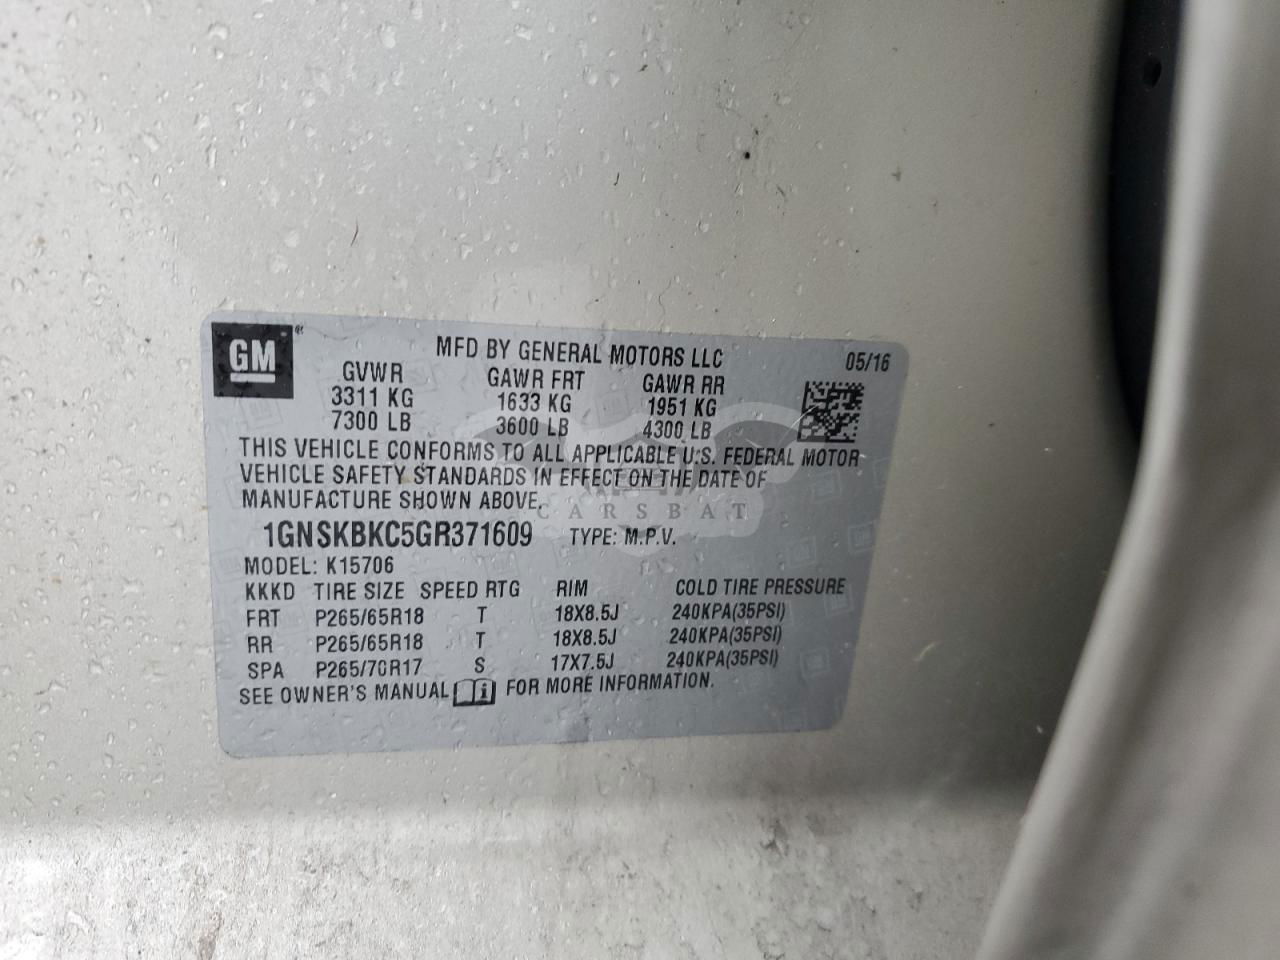 GM®
MFD BY GENERAL MOTORS LLC 05/16
GVWR GAWR FRT GAWR RR
3311 KG 1633 KG 1951 KG
7300 LB 3600 LB 4300 LB
THIS VEHICLE CONFORMS TO ALL APPLICABLE U.S. FEDERAL MOTOR
VEHICLE SAFETY STANDARDS IN EFFECT ON THE DATE OF
MANUFACTURE SHOWN ABOVE.
CARSBAT
1GNSKBKC5GR371609 TYPE: M.P.V.
MODEL: K15706
KKKD TIRE SIZE SPEED RTG RIM COLD TIRE PRESSURE
FRT P265/65R18 T 18X8.5J 240KPA(35PSI)
RR P265/65R18 T 18X8.5J 240KPA(35PSI)
SPA P265/70R17 S 17X7.5J 240KPA(35PSI)
SEE OWNER'S MANUAL i FOR MORE INFORMATION.